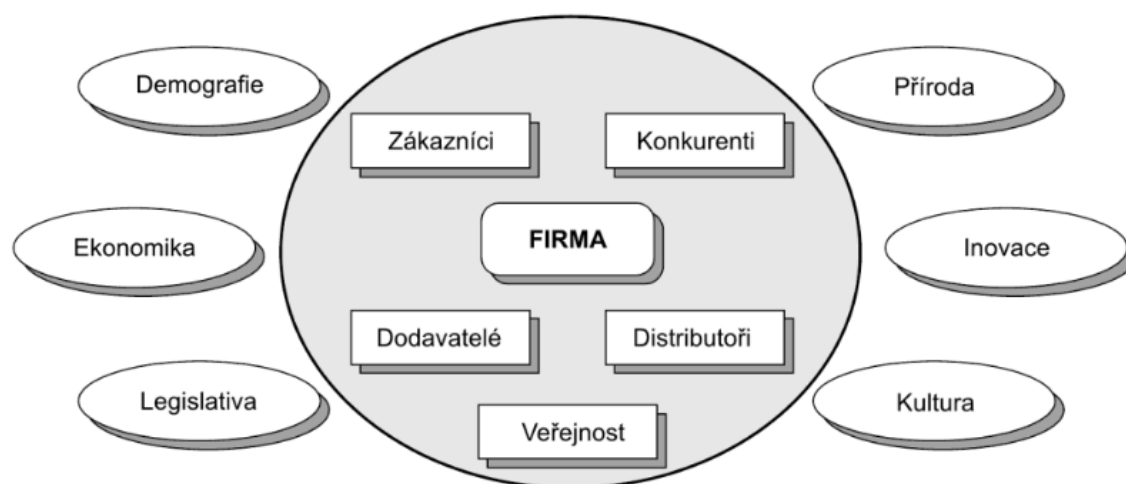 Demografie
Příroda
Zákazníci
Konkurenti
FIRMA
Ekonomika
Inovace
Dodavatelé
Distributoři
Legislativa
Kultura
Veřejnost